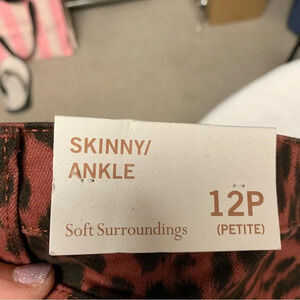 SKINNY/
ANKLE
Soft Surroundings
12P
(PETITE)